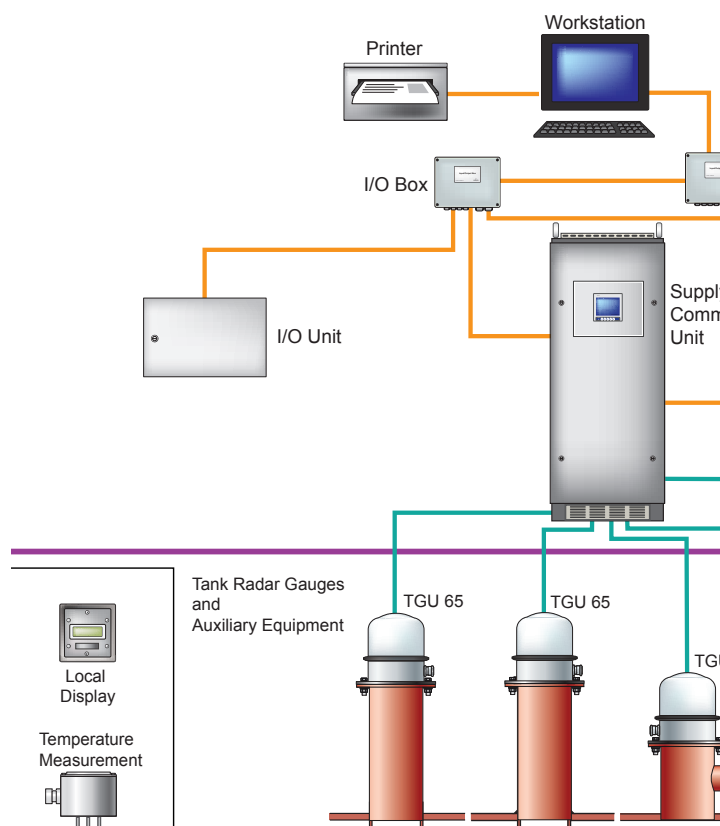 Workstation
Printer
I/O Box
I/O Unit
Unit
Tank Radar Gauges
and
Auxiliary Equipment
TGU 65
TGU 65
Local
Display
Temperature
Measurement